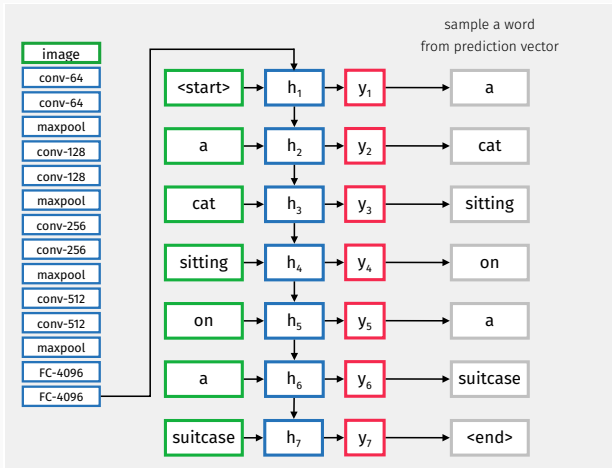 sample a word
from prediction vector
image
conv-64
conv-64
maxpool
conv-128
conv-128
maxpool
conv-256
conv-256
maxpool
conv-512
conv-512
maxpool
FC-4096
FC-4096
<start> h₁ y₁ a
a h₂ y₂ cat
cat h₃ y₃ sitting
sitting h₄ y₄ on
on h₅ y₅ a
a h₆ y₆ suitcase
suitcase h₇ y₇ <end>